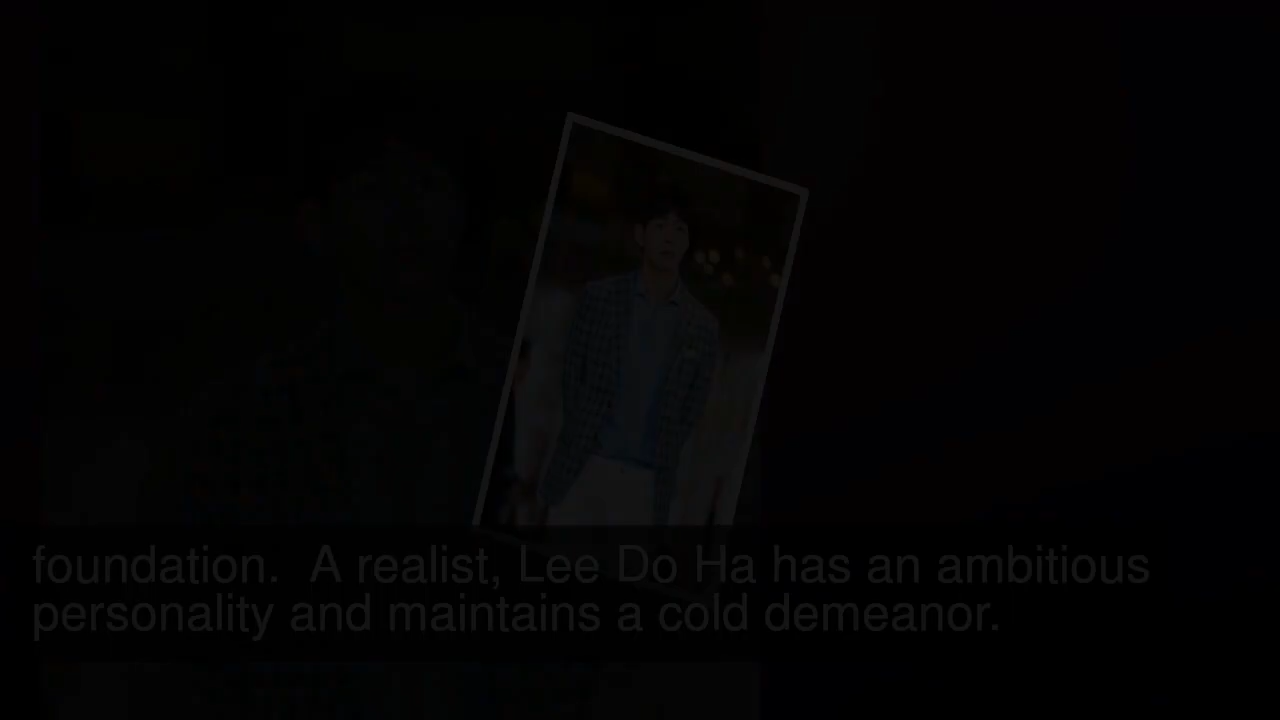 foundation.  A realist, Lee Do Ha has an ambitious
personality and maintains a cold demeanor.